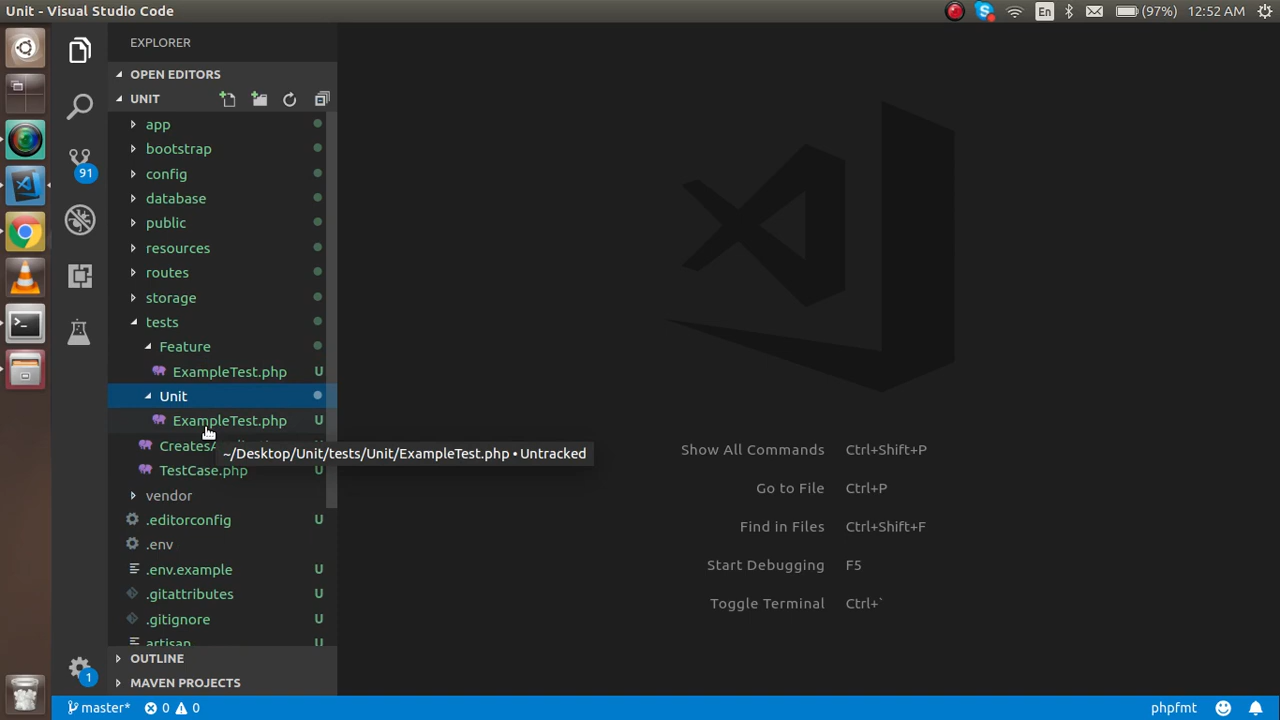 Unit - Visual Studio Code
En
(97%)
12:52 AM
EXPLORER
OPEN EDITORS
UNIT
app
bootstrap
config
91
database
public
resources
routes
storage
tests
Feature
ExampleTest.php U
Unit
ExampleTest.php U
~/Desktop/Unit/tests/Unit/ExampleTest.php • Untracked
TestCase.php U
vendor
.editorconfig U
.env
.env.example U
.gitattributes U
.gitignore U
artisan U
OUTLINE
1
MAVEN PROJECTS
Show All Commands Ctrl+Shift+P
Go to File Ctrl+P
Find in Files Ctrl+Shift+F
Start Debugging F5
Toggle Terminal Ctrl+`
master* 0 0
phpfmt